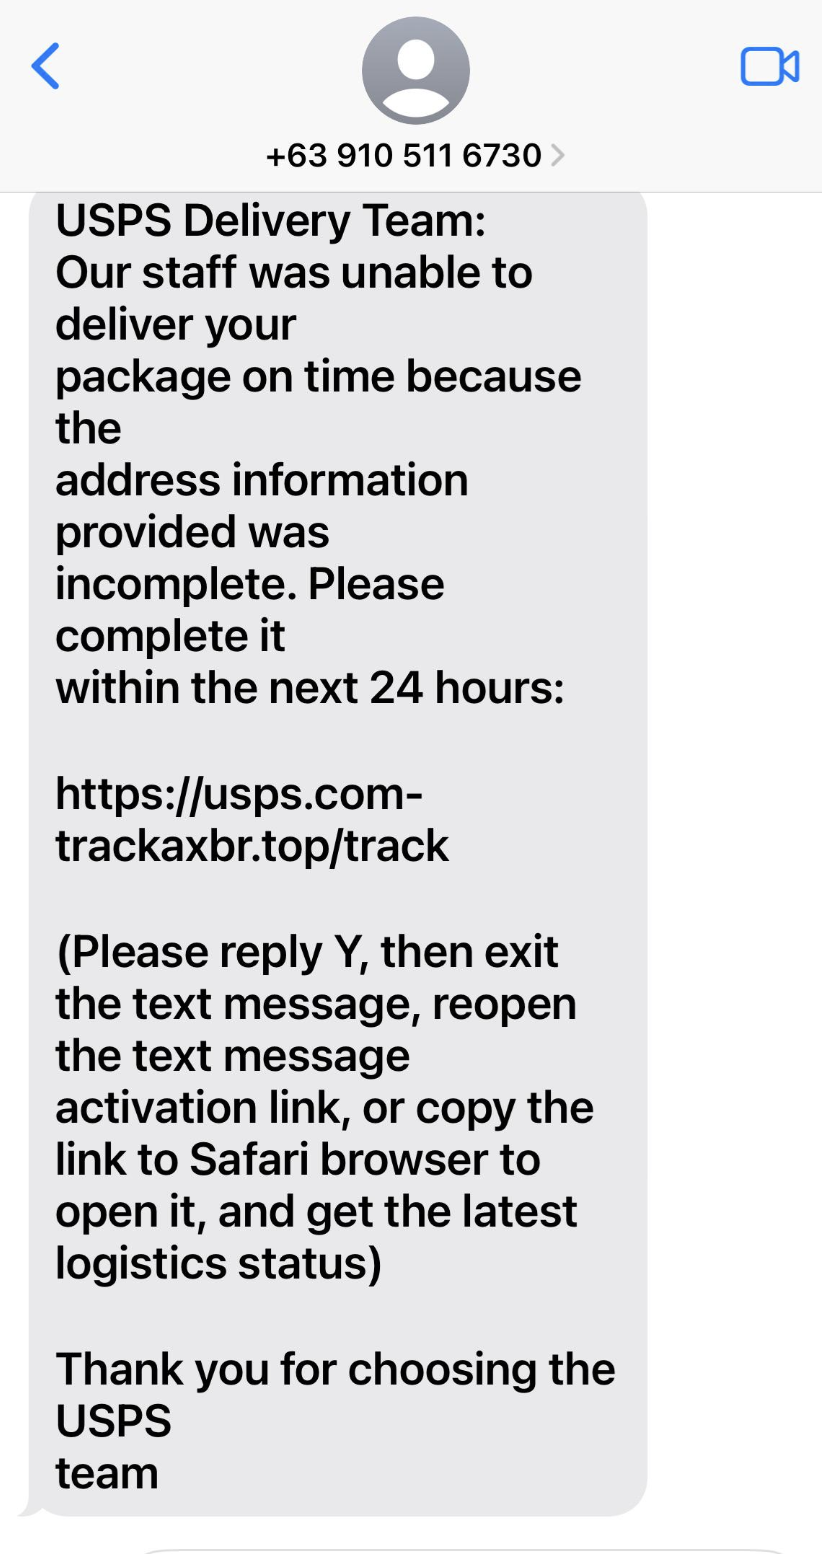 +63 910 511 6730
USPS Delivery Team:
Our staff was unable to
deliver your
package on time because
the
address information
provided was
incomplete. Please
complete it
within the next 24 hours:
https://usps.com-
trackaxbr.top/track
(Please reply Y, then exit
the text message, reopen
the text message
activation link, or copy the
link to Safari browser to
open it, and get the latest
logistics status)
Thank you for choosing the
USPS
team